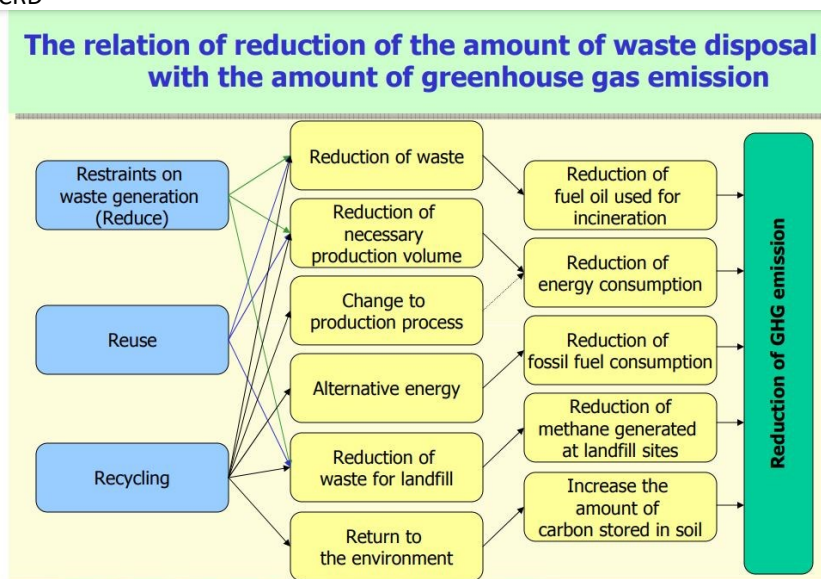 CRD
The relation of reduction of the amount of waste disposal
with the amount of greenhouse gas emission
Restraints on
waste generation
(Reduce)
Reuse
Recycling
Reduction of waste
Reduction of
necessary
production volume
Change to
production process
Alternative energy
Reduction of
waste for landfill
Return to
the environment
Reduction of
fuel oil used for
incineration
Reduction of
energy consumption
Reduction of
fossil fuel consumption
Reduction of
methane generated
at landfill sites
Increase the
amount of
carbon stored in soil
Reduction of GHG emission